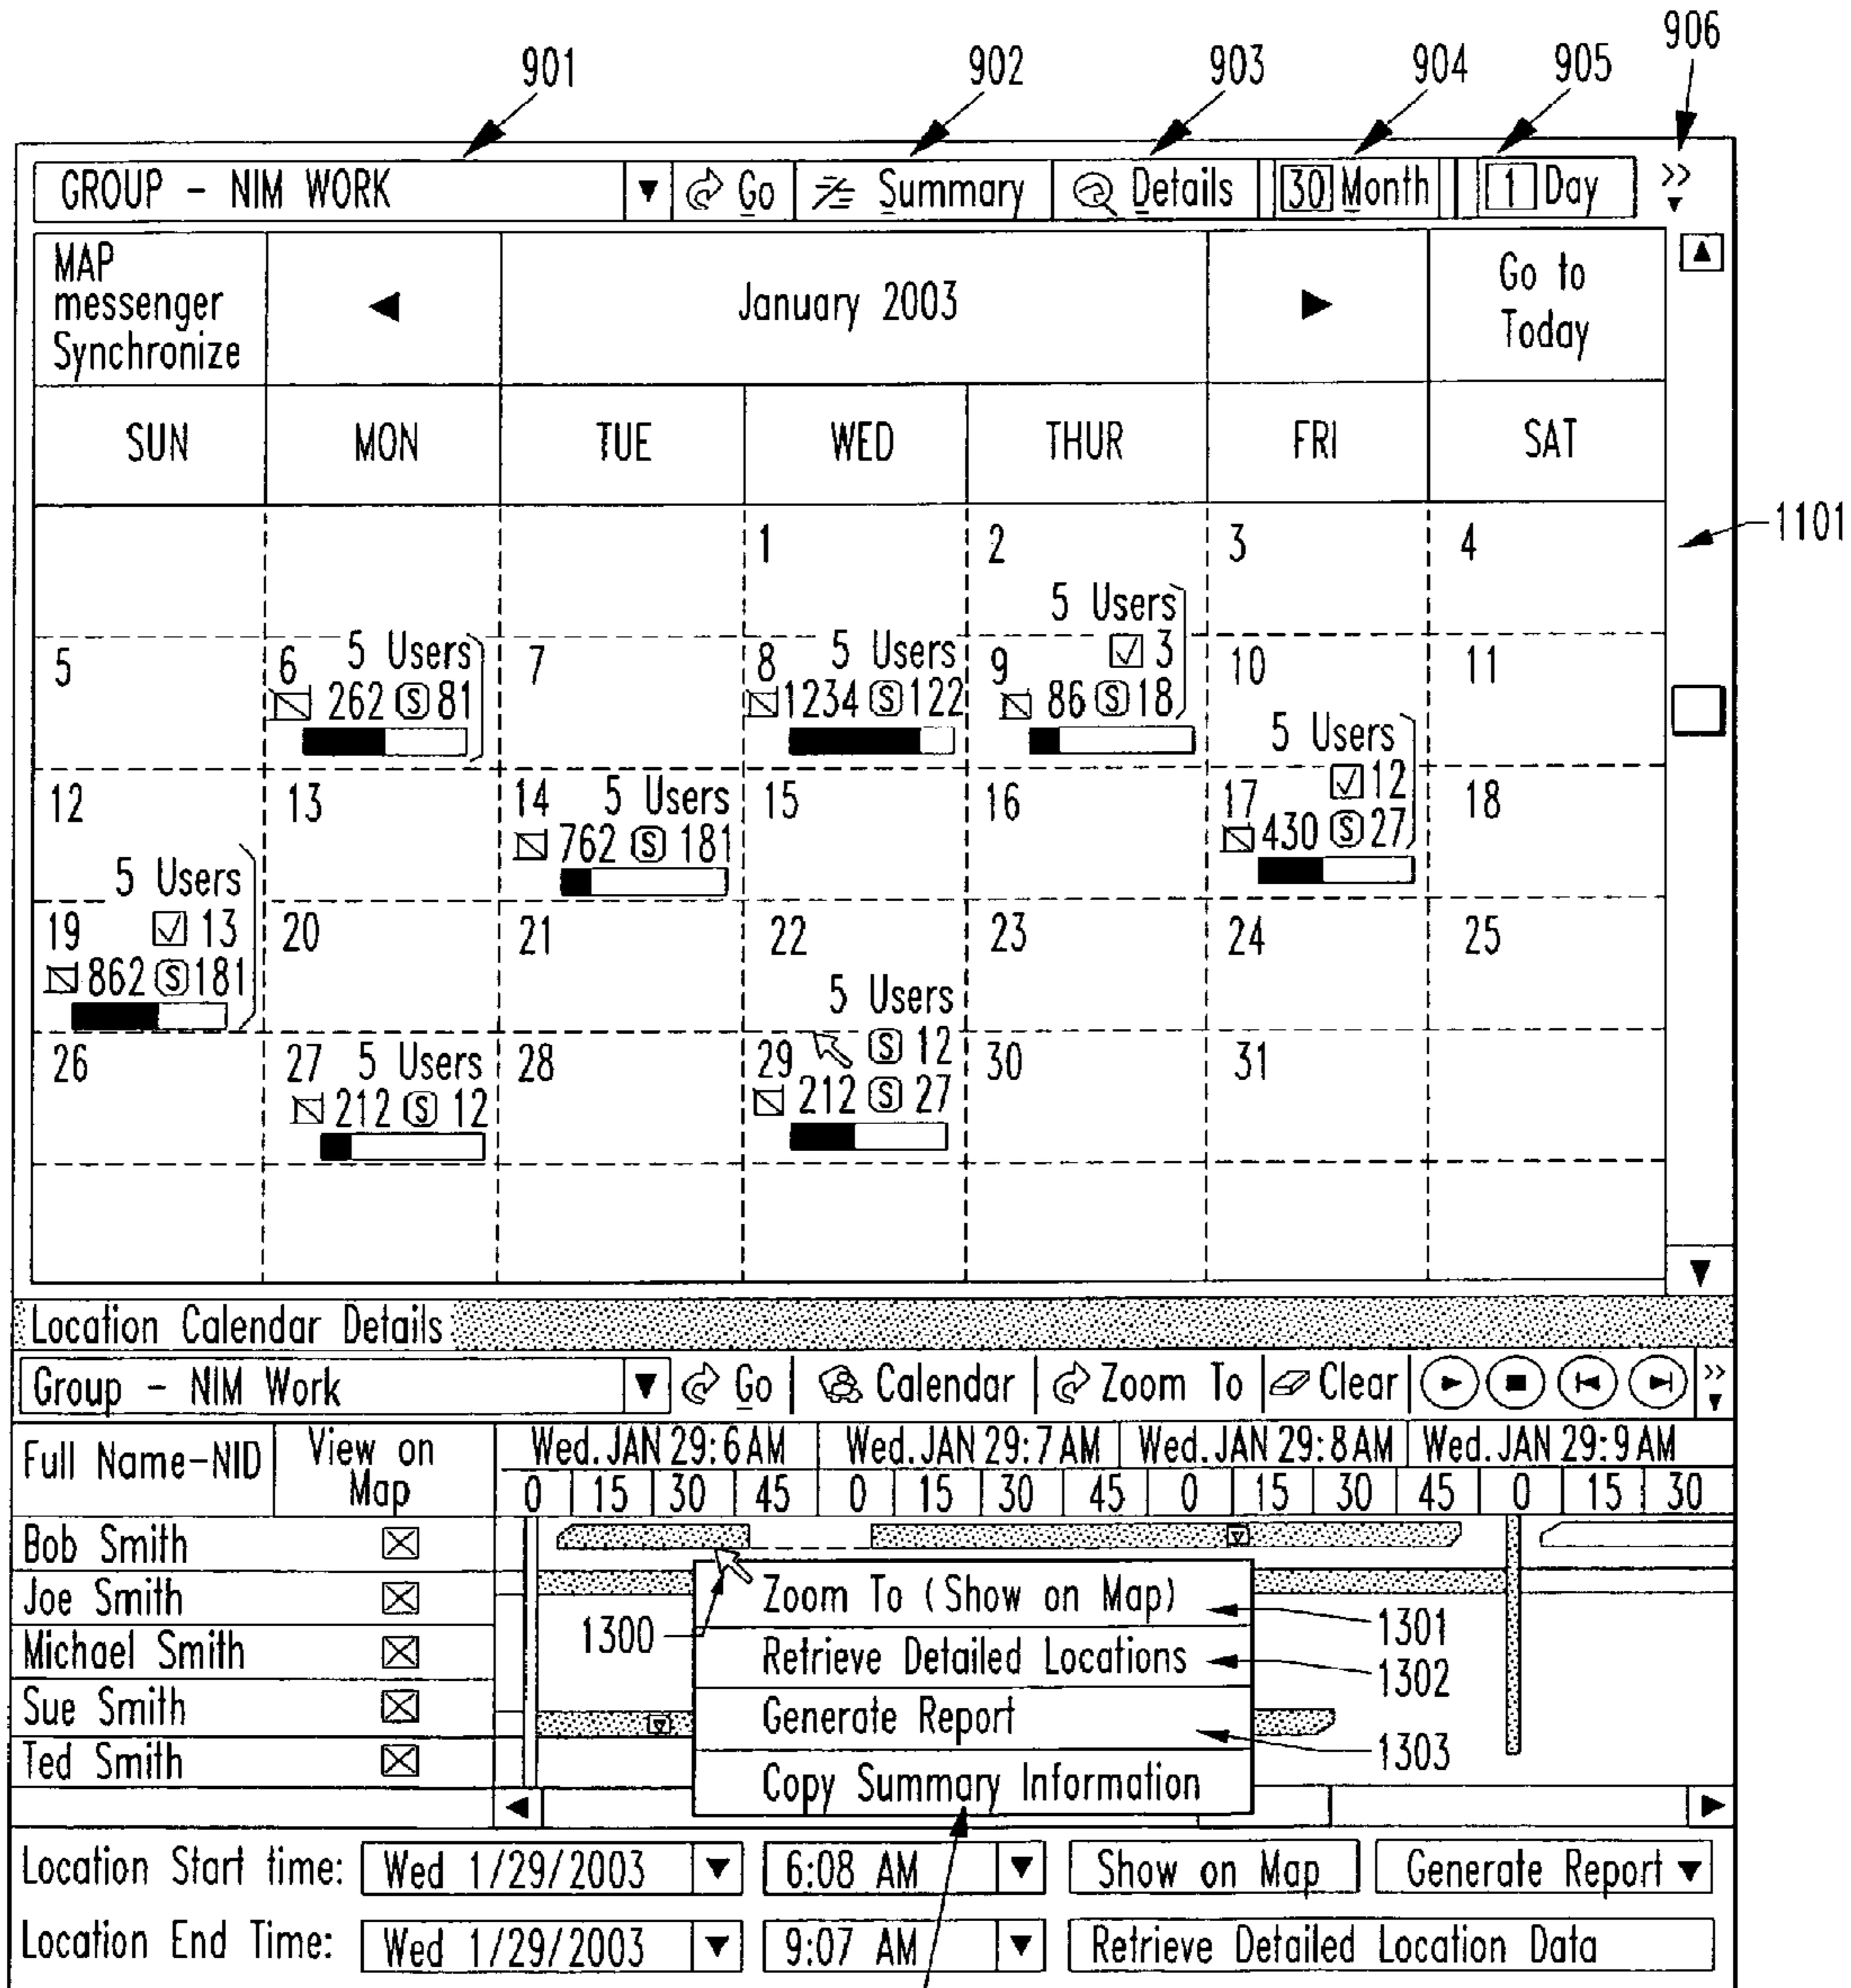 906
901 902 903 904 905
GROUP - NIM WORK Go Summary Details 30 Month 1 Day >>
MAP messenger Synchronize
January 2003
Go to Today
SUN MON TUE WED THUR FRI SAT
1101
1 2 3 4
5 Users
5
6 5 Users
262 S 81
7
8 5 Users
1234 S 122
9 3
86 S 18
10 11
5 Users
12 13
14 5 Users
762 S 181
15 16
17 12
430 S 27
18
5 Users
19 13
862 S 181
20 21 22 23 24 25
5 Users
26
27 5 Users
212 S 12
28
29 S 12
212 S 27
30 31
Location Calendar Details
Group - NIM Work Go Calendar Zoom To Clear >>
Full Name-NID View on Map
Wed.JAN 29:6AM Wed.JAN 29:7AM Wed.JAN 29:8AM Wed.JAN 29:9AM
0 15 30 45 0 15 30 45 0 15 30 45 0 15 30
Bob Smith
Joe Smith
Michael Smith
Sue Smith
Ted Smith
1300
Zoom To (Show on Map)
1301
Retrieve Detailed Locations
1302
Generate Report
1303
Copy Summary Information
Location Start time: Wed 1/29/2003 6:08 AM Show on Map Generate Report
Location End Time: Wed 1/29/2003 9:07 AM Retrieve Detailed Location Data